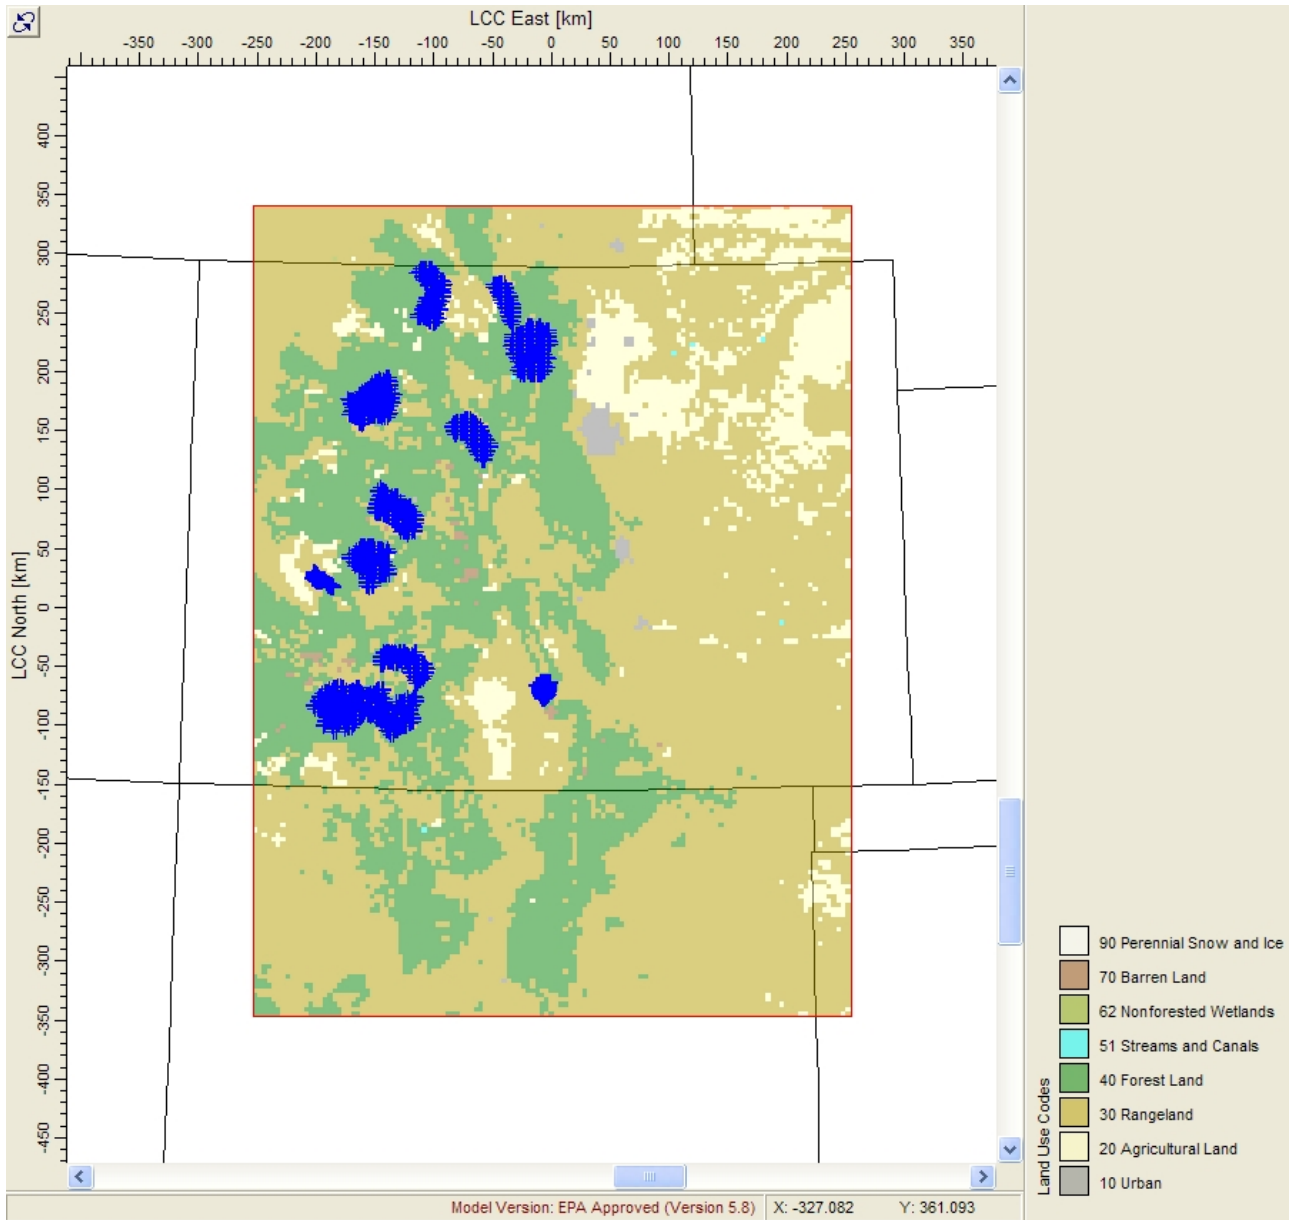 LCC East [km]
-350 -300 -250 -200 -150 -100 -50 0 50 100 150 200 250 300 350
LCC North [km]
400
350
300
250
200
150
100
50
0
-50
-100
-150
-200
-250
-300
-350
-400
-450
Land Use Codes
90 Perennial Snow and Ice
70 Barren Land
62 Nonforested Wetlands
51 Streams and Canals
40 Forest Land
30 Rangeland
20 Agricultural Land
10 Urban
Model Version: EPA Approved (Version 5.8) X: -327.082 Y: 361.093